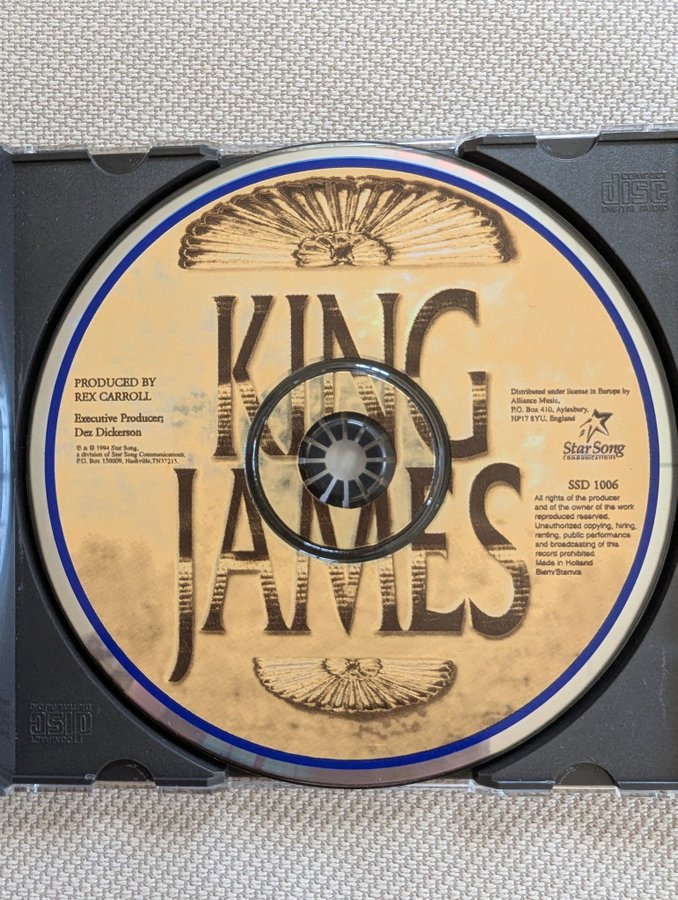 COMPACT
disc
DIGITAL AUDIO
KING
JAMES
PRODUCED BY
REX CARROLL
Executive Producer;
Dez Dickerson
℗ & © 1994 Star Song,
a division of Star Song Communications,
P.O. Box 150009, Nashville,TN37215.
Distributed under license in Europe by
Alliance Music,
P.O. Box 410, Aylesbury,
HP17 8YU, England
Star Song
COMMUNICATIONS
SSD 1006
All rights of the producer
and of the owner of the work
reproduced reserved.
Unauthorized copying, hiring,
renting, public performance
and broadcasting of this
record prohibited.
Made in Holland
Biem/Stemra
disc